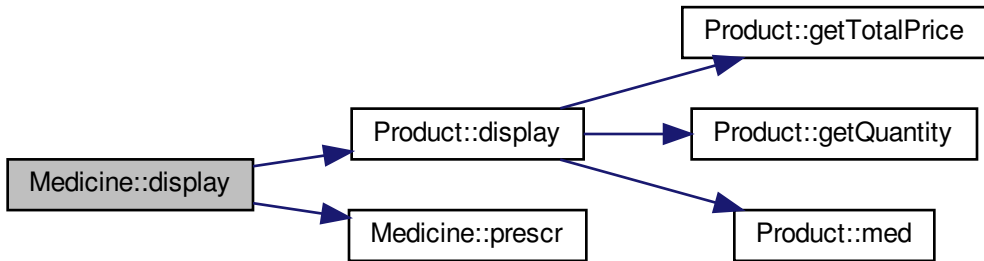 Product::getTotalPrice
Product::display
Product::getQuantity
Medicine::display
Medicine::prescr
Product::med